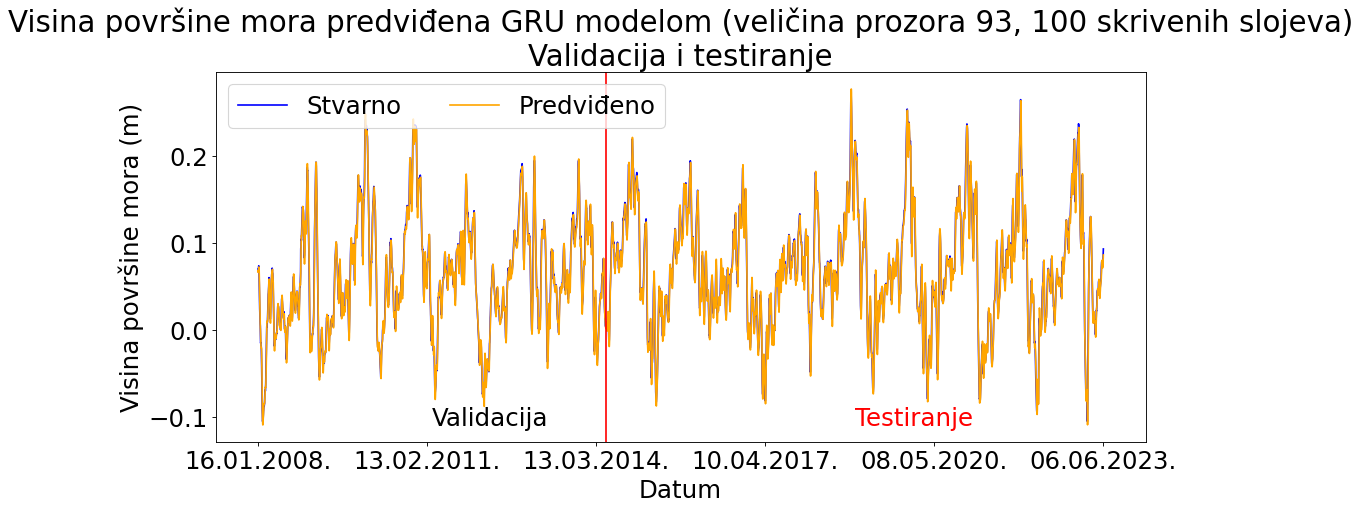 Visina površine mora predviđena GRU modelom (veličina prozora 93, 100 skrivenih slojeva)
Validacija i testiranje
Stvarno
Predviđeno
Visina površine mora (m)
0.2
0.1
0.0
−0.1
Validacija
Testiranje
16.01.2008.
13.02.2011.
13.03.2014.
10.04.2017.
08.05.2020.
06.06.2023.
Datum